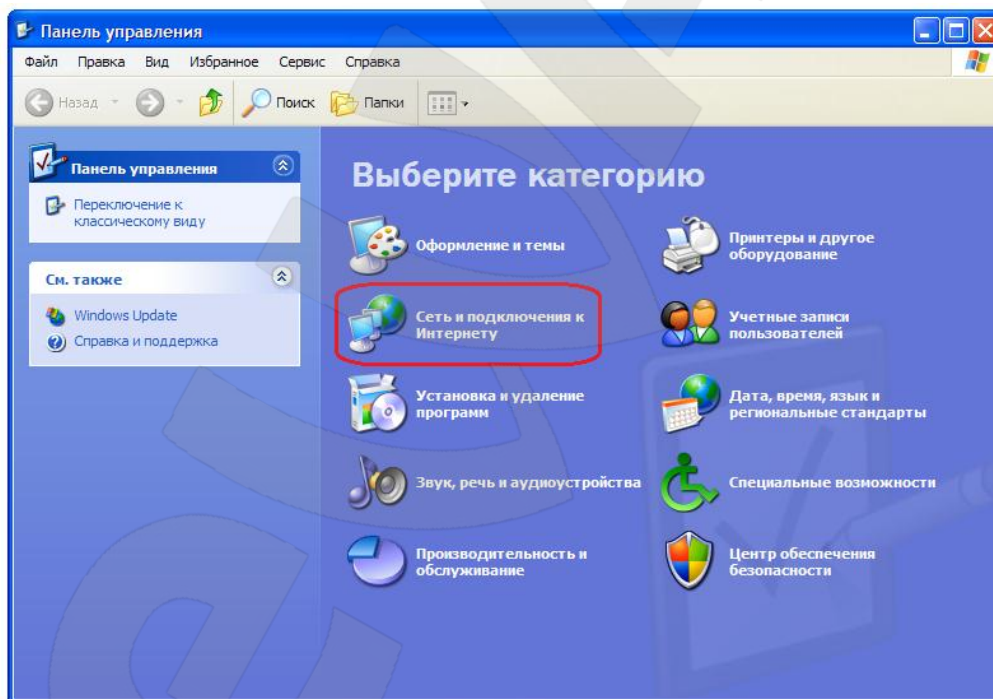 Панель управления
Файл Правка Вид Избранное Сервис Справка
Назад Поиск Папки
Панель управления
Переключение к
классическому виду
См. также
Windows Update
Справка и поддержка
Выберите категорию
Оформление и темы
Принтеры и другое
оборудование
Сеть и подключения к
Интернету
Учетные записи
пользователей
Установка и удаление
программ
Дата, время, язык и
региональные стандарты
Звук, речь и аудиоустройства
Специальные возможности
Производительность и
обслуживание
Центр обеспечения
безопасности